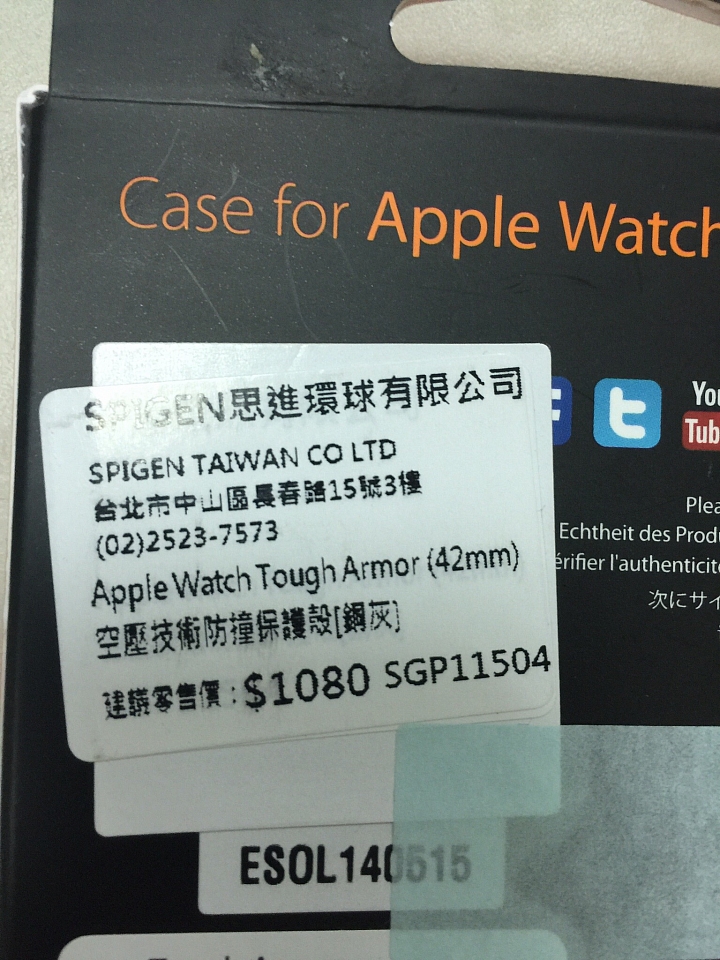 Case for Apple Watch
SPIGEN思進環球有限公司
SPIGEN TAIWAN CO LTD
台北市中山區長春路15號3樓
(02)2523-7573
Apple Watch Tough Armor (42mm)
空壓技術防撞保護殼[鋼灰]
建議零售價：$1080 SGP11504
You
Tube
Echtheit des Produ
érifier l'authenticité
次にサイ
ESOL140515